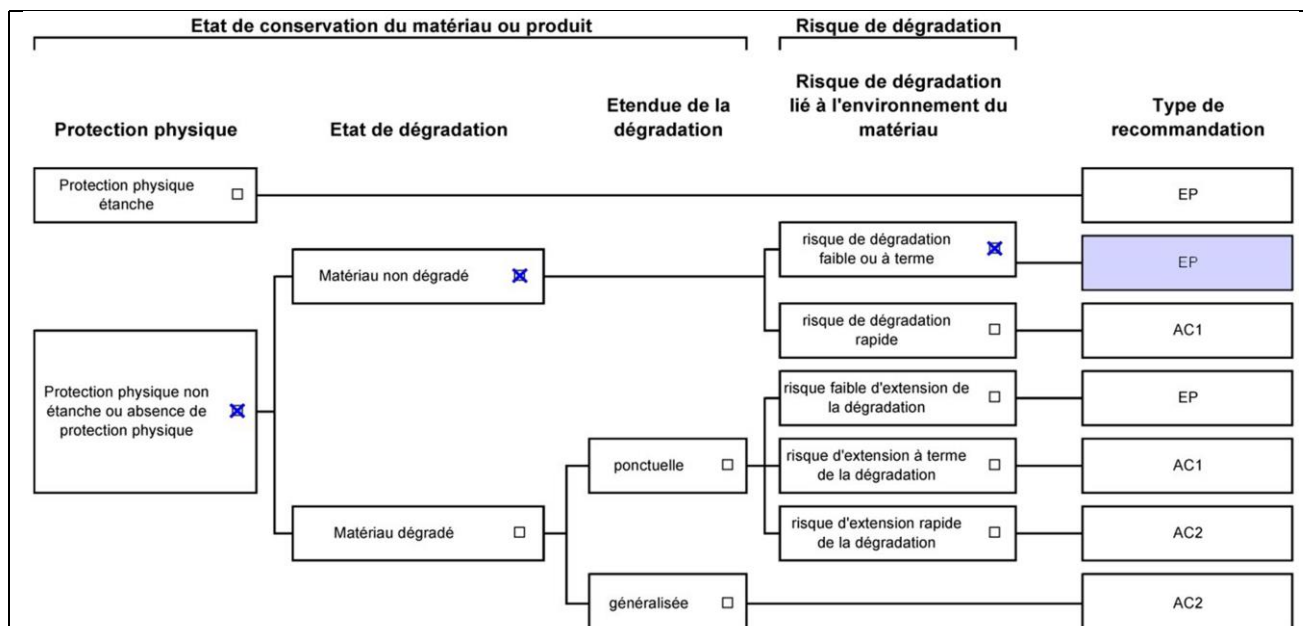 Etat de conservation du matériau ou produit
Risque de dégradation
Protection physique
Etat de dégradation
Etendue de la
dégradation
Risque de dégradation
lié à l'environnement du
matériau
Type de
recommandation
Protection physique
étanche
EP
Protection physique non
étanche ou absence de
protection physique
Matériau non dégradé
risque de dégradation
faible ou à terme
EP
risque de dégradation
rapide
AC1
Matériau dégradé
ponctuelle
risque faible d'extension de
la dégradation
EP
risque d'extension à terme
de la dégradation
AC1
risque d'extension rapide
de la dégradation
AC2
généralisée
AC2